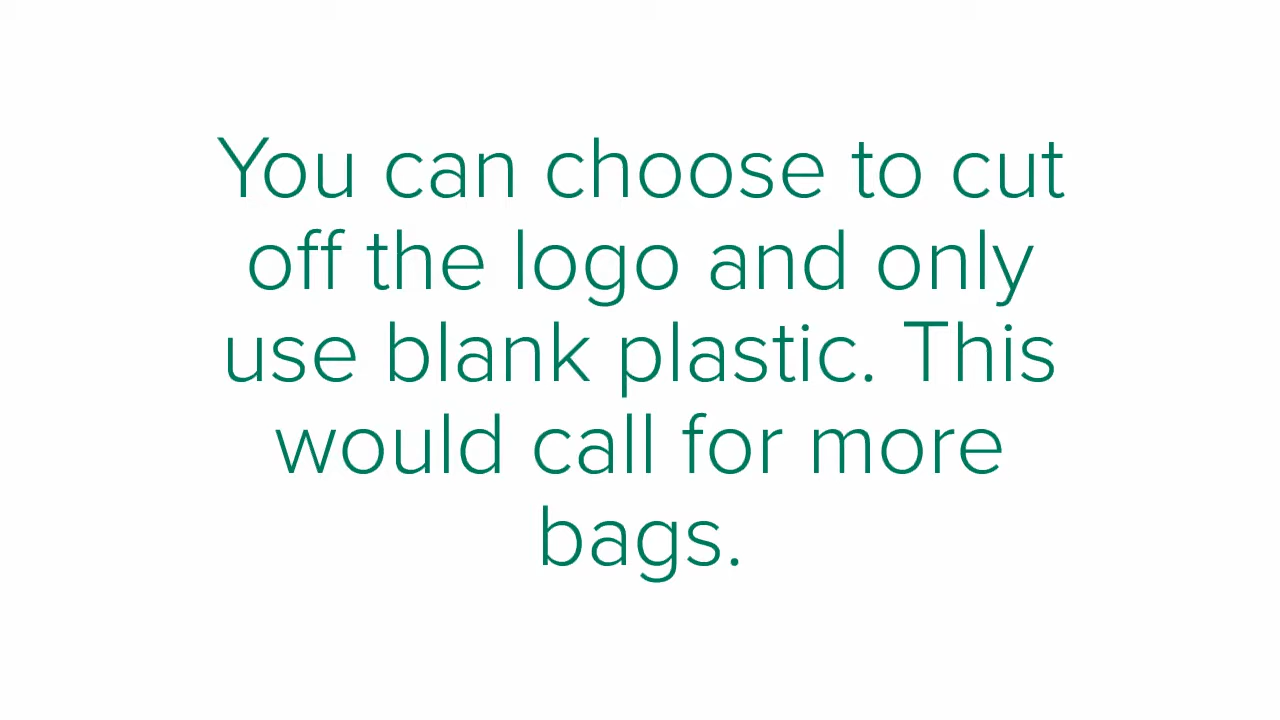 You can choose to cut
off the logo and only
use blank plastic. This
would call for more
bags.